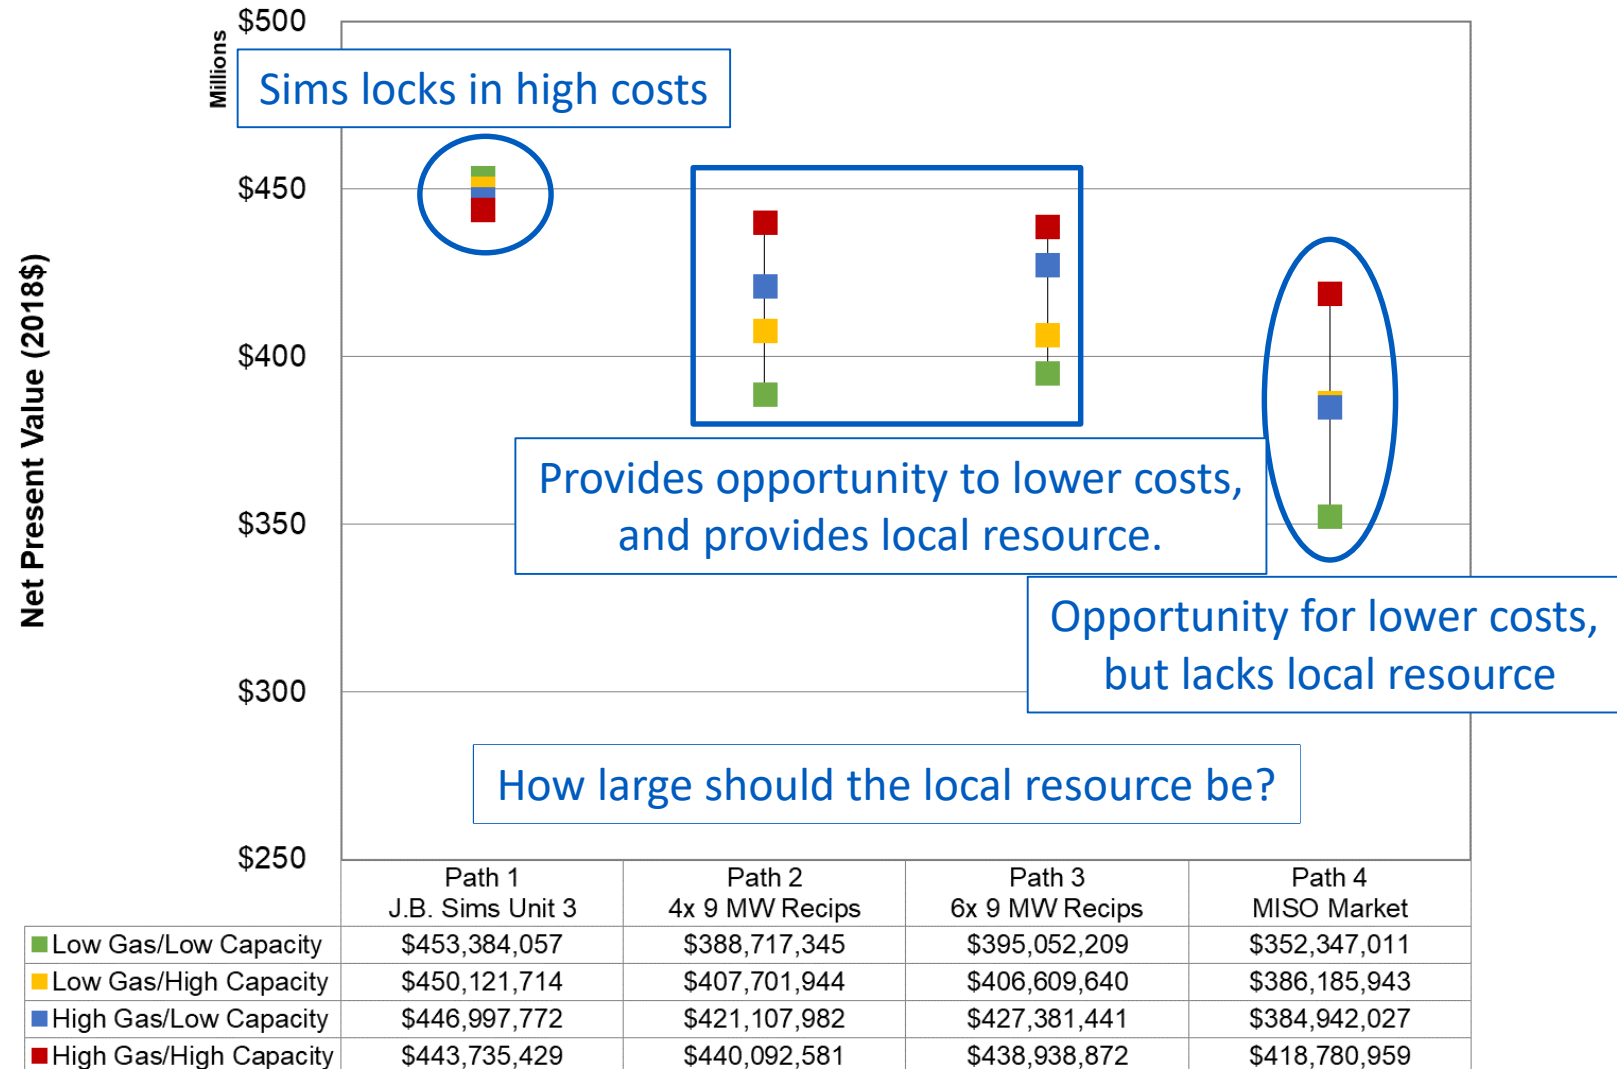 $500
Millions
Sims locks in high costs
$450
Net Present Value (2018$)
$400
Provides opportunity to lower costs,
and provides local resource.
$350
Opportunity for lower costs,
but lacks local resource
$300
How large should the local resource be?
$250
Path 1 Path 2 Path 3 Path 4
J.B. Sims Unit 3 4x 9 MW Recips 6x 9 MW Recips MISO Market
Low Gas/Low Capacity $453,384,057 $388,717,345 $395,052,209 $352,347,011
Low Gas/High Capacity $450,121,714 $407,701,944 $406,609,640 $386,185,943
High Gas/Low Capacity $446,997,772 $421,107,982 $427,381,441 $384,942,027
High Gas/High Capacity $443,735,429 $440,092,581 $438,938,872 $418,780,959